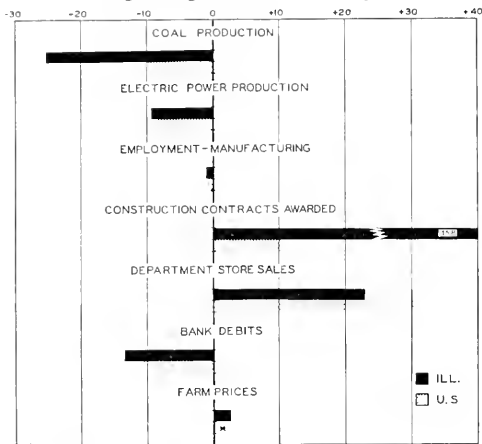 -30 -20 -10 0 +10 +20 +30 +40
COAL PRODUCTION
ELECTRIC POWER PRODUCTION
EMPLOYMENT-MANUFACTURING
CONSTRUCTION CONTRACTS AWARDED
DEPARTMENT STORE SALES
BANK DEBITS
FARM PRICES
ILL.
U.S